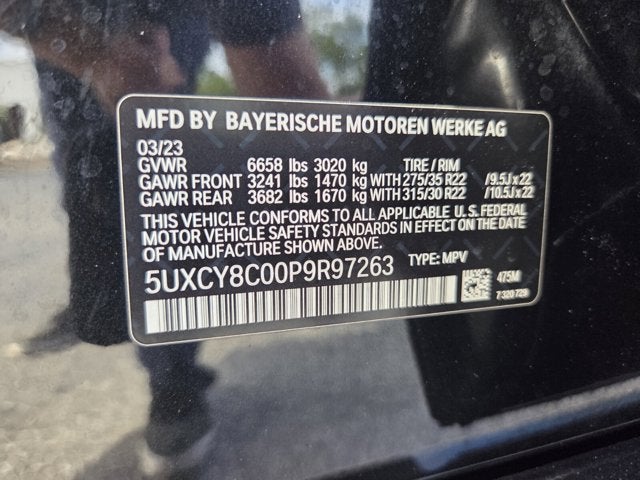 MFD BY BAYERISCHE MOTOREN WERKE AG
03/23
GVWR 6658 lbs 3020 kg TIRE / RIM
GAWR FRONT 3241 lbs 1470 kg WITH 275/35 R22 /9.5J x 22
GAWR REAR 3682 lbs 1670 kg WITH 315/30 R22 /10.5J x 22
THIS VEHICLE CONFORMS TO ALL APPLICABLE U.S. FEDERAL
MOTOR VEHICLE SAFETY STANDARDS IN EFFECT ON THE DATE
OF MANUFACTURE SHOWN ABOVE.
5UXCY8C00P9R97263 TYPE: MPV
475M
7 320 729